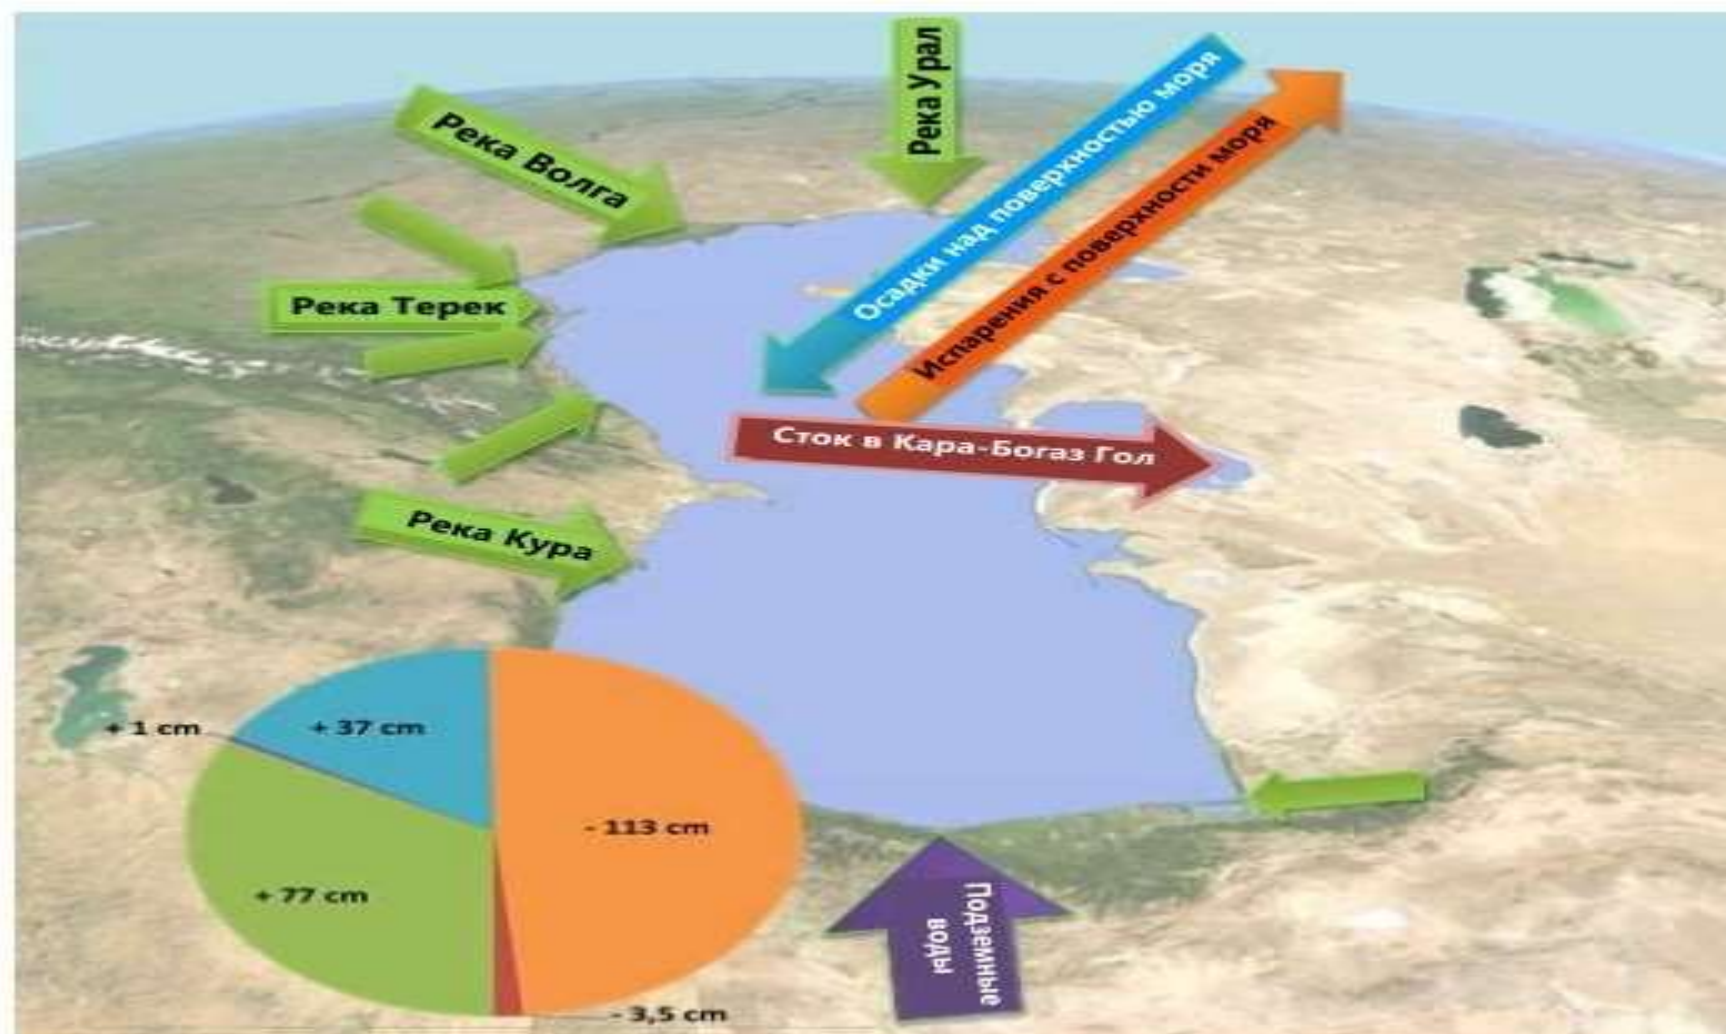 Река Урал
Река Волга
Осадки над поверхностью моря
Испарения с поверхности моря
Река Терек
Сток в Кара-Богаз Гол
Река Кура
+ 1 cm
+ 37 cm
- 113 cm
+ 77 cm
- 3,5 cm
Подземные
воды